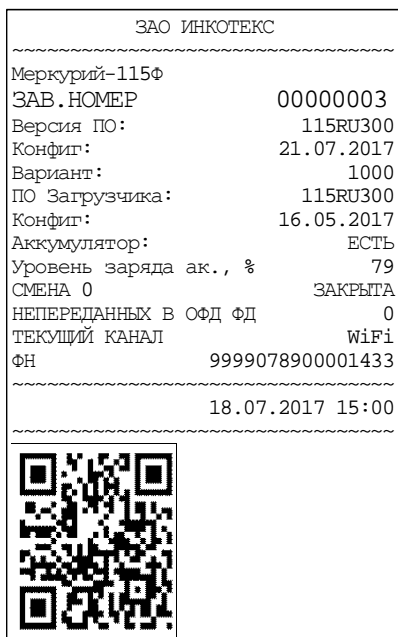 ЗАО ИНКОТЕКС
~~~~~~~~~~~~~~~~~~~~~~~~~~~~~~~~
Меркурий-115Ф
ЗАВ.НОМЕР 00000003
Версия ПО: 115RU300
Конфиг: 21.07.2017
Вариант: 1000
ПО Загрузчика: 115RU300
Конфиг: 16.05.2017
Аккумулятор: ЕСТЬ
Уровень заряда ак., % 79
СМЕНА 0 ЗАКРЫТА
НЕПЕРЕДАННЫХ В ОФД ФД 0
ТЕКУЩИЙ КАНАЛ WiFi
ФН 9999078900001433
~~~~~~~~~~~~~~~~~~~~~~~~~~~~~~~~
18.07.2017 15:00
~~~~~~~~~~~~~~~~~~~~~~~~~~~~~~~~